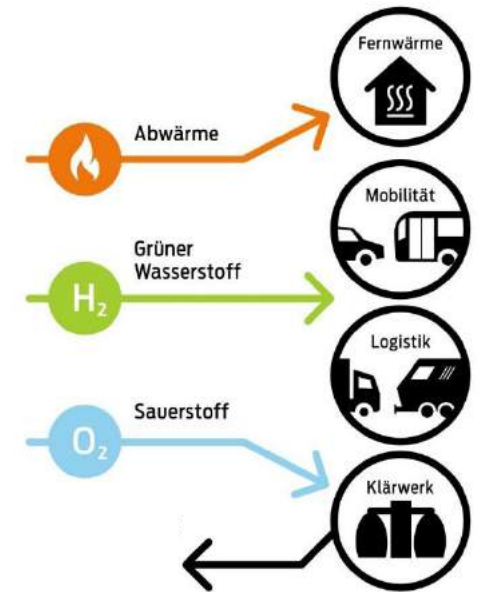 Fernwärme
Abwärme
Mobilität
Grüner
Wasserstoff
H₂
Logistik
Sauerstoff
O₂
Klärwerk